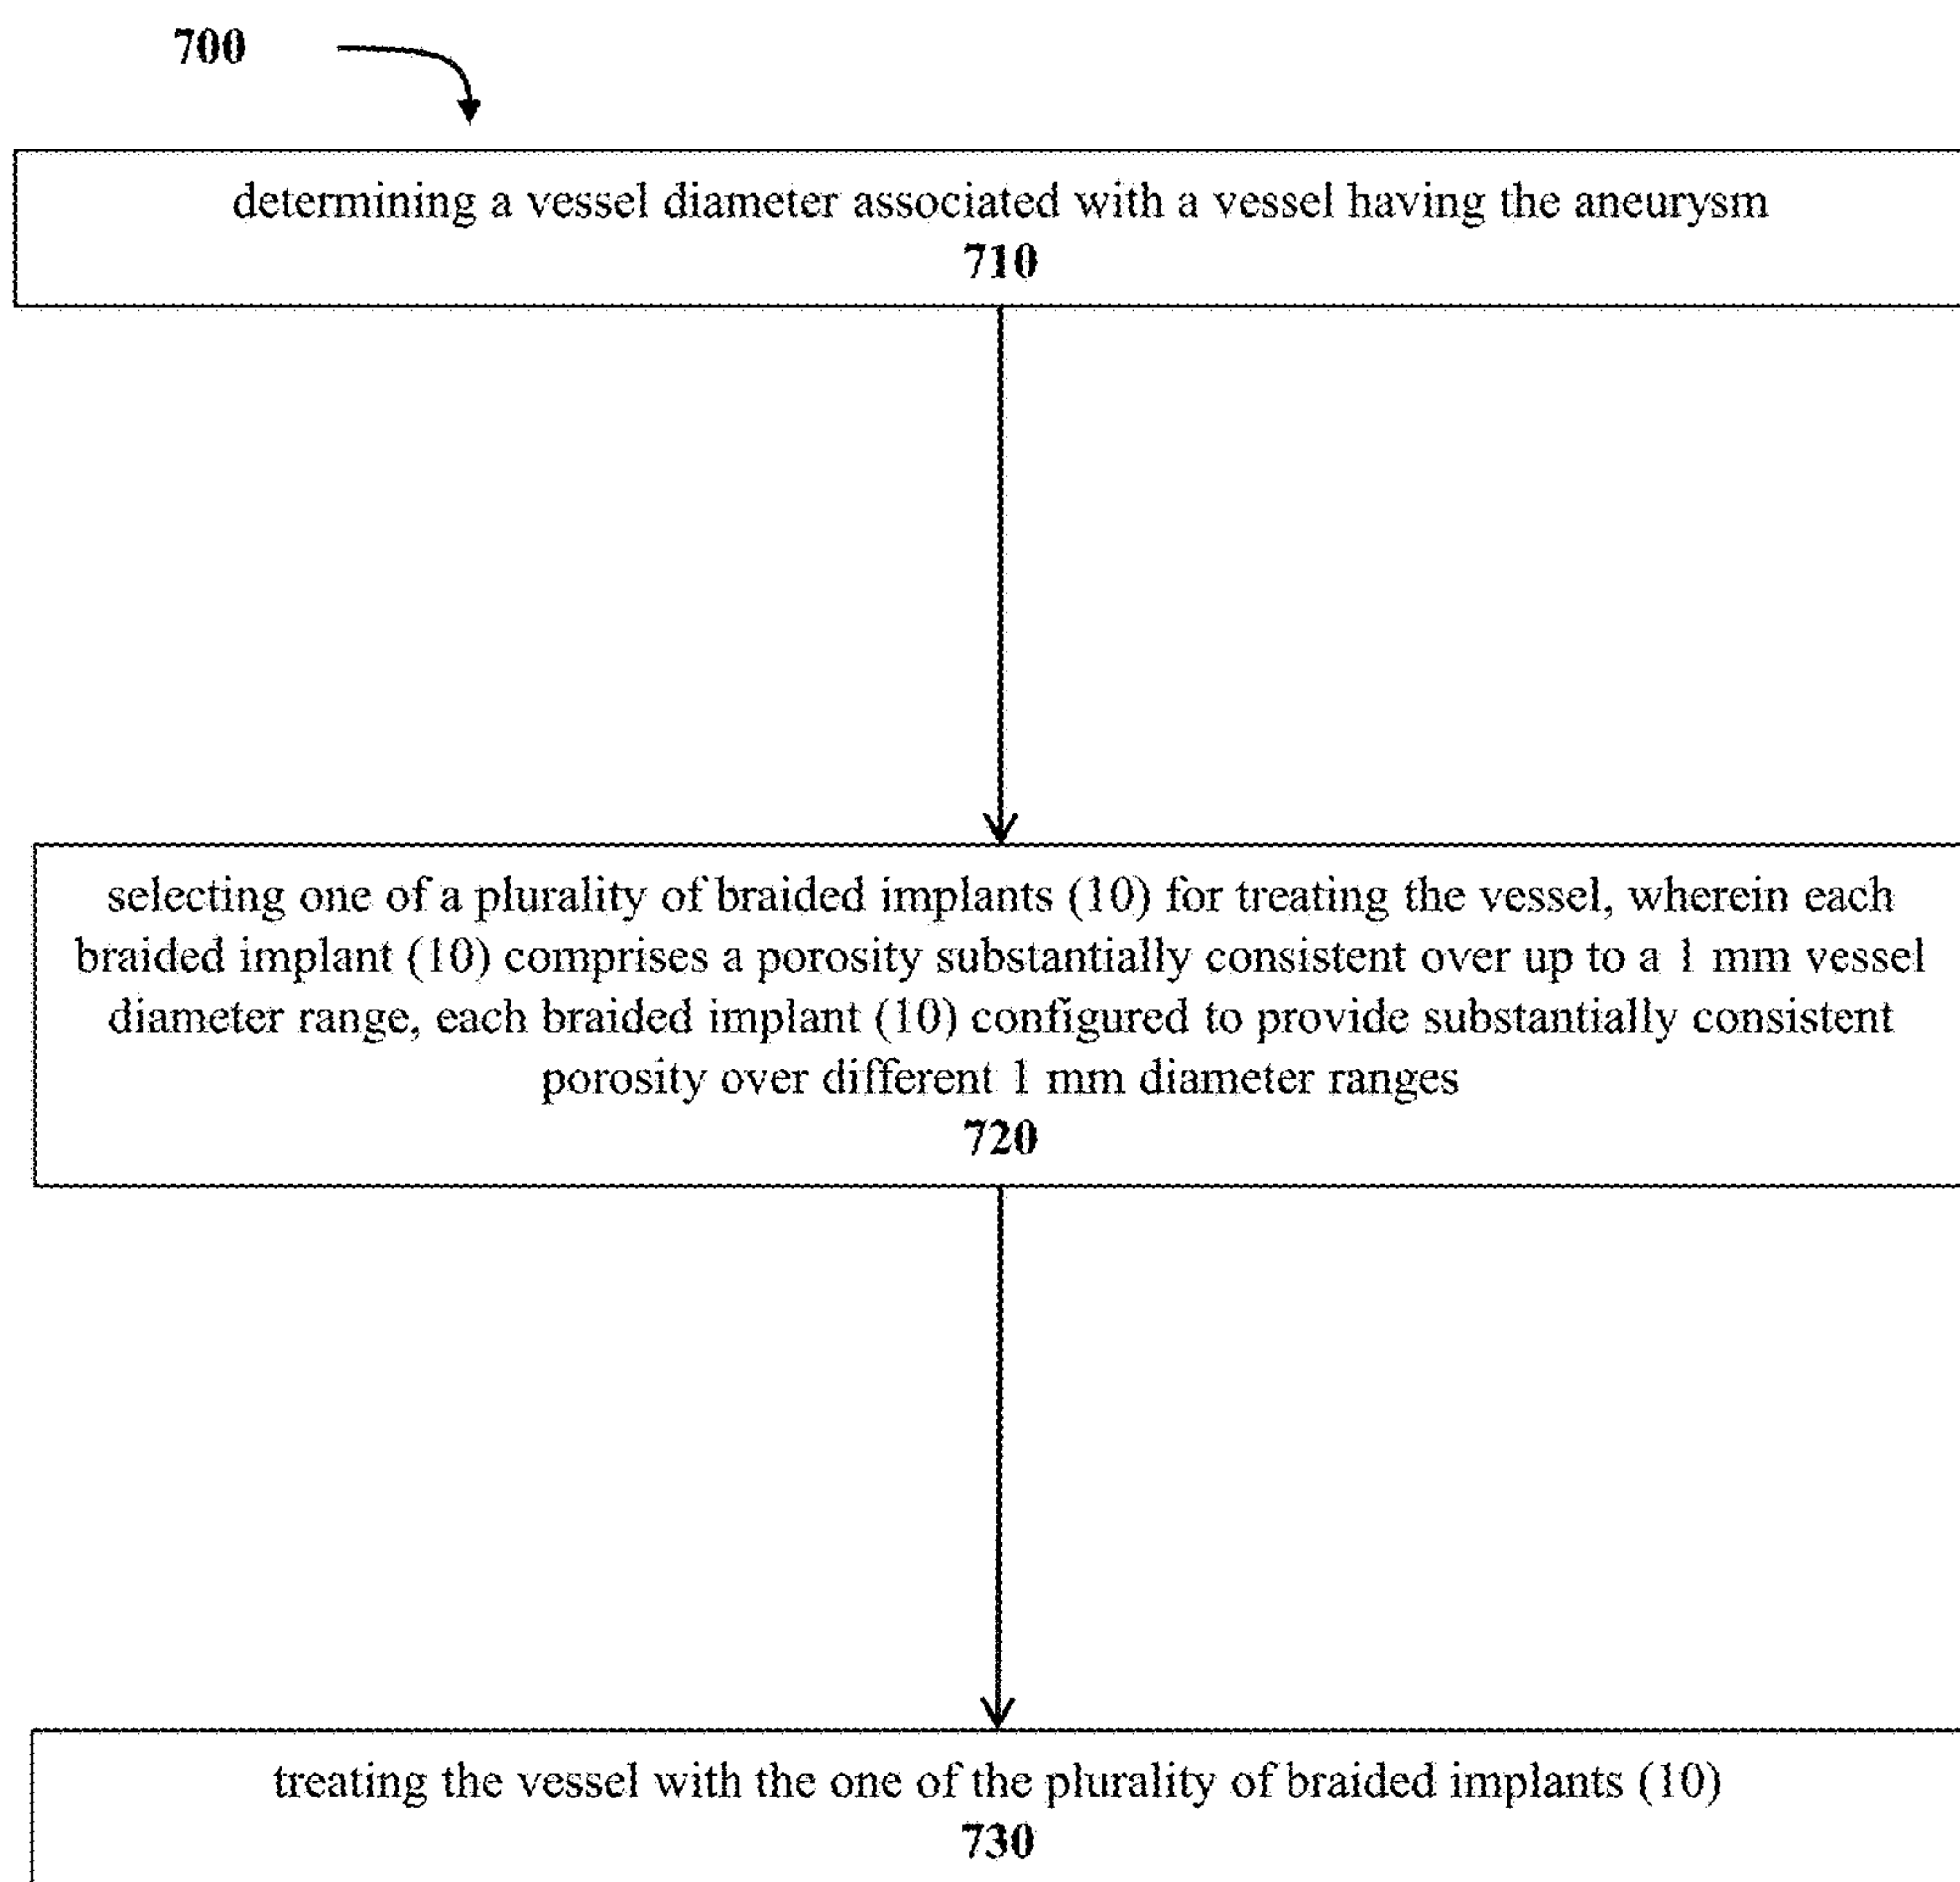 700
determining a vessel diameter associated with a vessel having the aneurysm
710
selecting one of a plurality of braided implants (10) for treating the vessel, wherein each
braided implant (10) comprises a porosity substantially consistent over up to a 1 mm vessel
diameter range, each braided implant (10) configured to provide substantially consistent
porosity over different 1 mm diameter ranges
720
treating the vessel with the one of the plurality of braided implants (10)
730